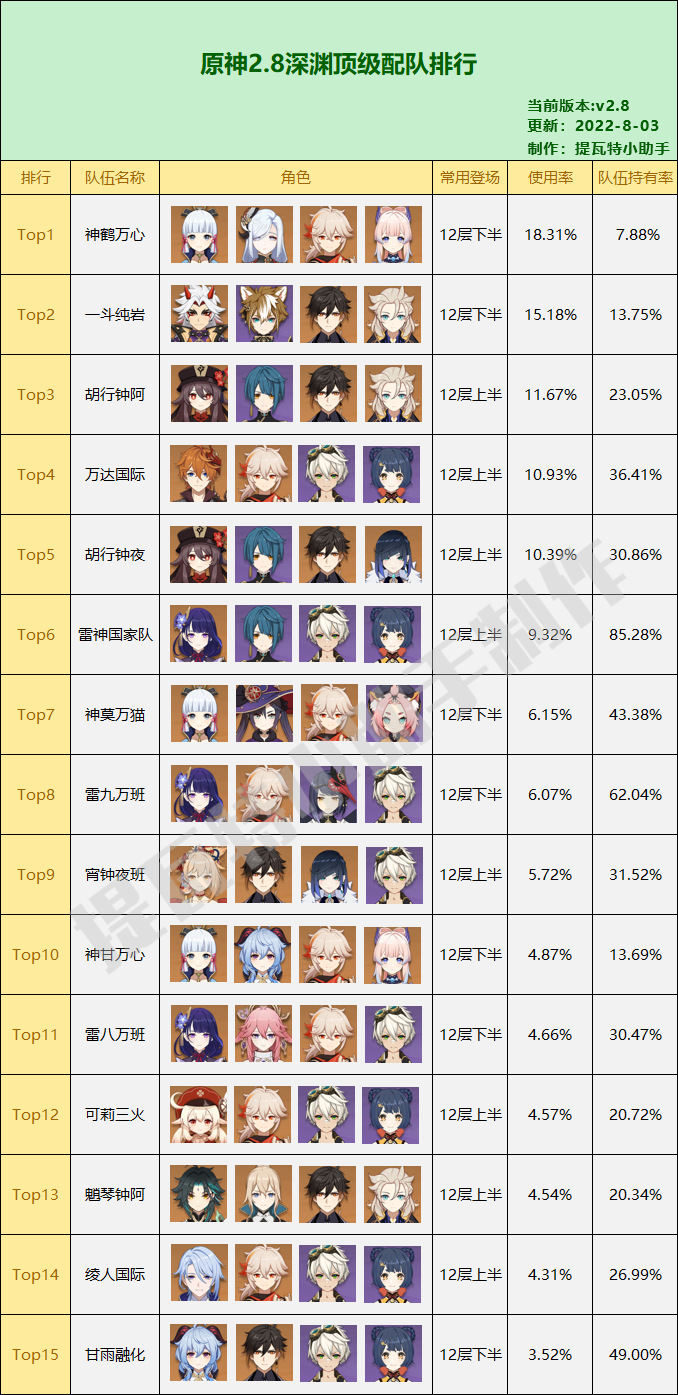 原神2.8深渊顶级配队排行
当前版本:v2.8
更新：2022-8-03
制作：提瓦特小助手
排行 队伍名称 角色 常用登场 使用率 队伍持有率
Top1 神鹤万心 12层下半 18.31% 7.88%
Top2 一斗纯岩 12层下半 15.18% 13.75%
Top3 胡行钟阿 12层上半 11.67% 23.05%
Top4 万达国际 12层上半 10.93% 36.41%
Top5 胡行钟夜 12层上半 10.39% 30.86%
Top6 雷神国家队 12层上半 9.32% 85.28%
Top7 神莫万猫 12层下半 6.15% 43.38%
Top8 雷九万班 12层下半 6.07% 62.04%
Top9 宵钟夜班 12层上半 5.72% 31.52%
Top10 神甘万心 12层下半 4.87% 13.69%
Top11 雷八万班 12层下半 4.66% 30.47%
Top12 可莉三火 12层上半 4.57% 20.72%
Top13 魈琴钟阿 12层上半 4.54% 20.34%
Top14 绫人国际 12层上半 4.31% 26.99%
Top15 甘雨融化 12层下半 3.52% 49.00%
提瓦特小助手制作